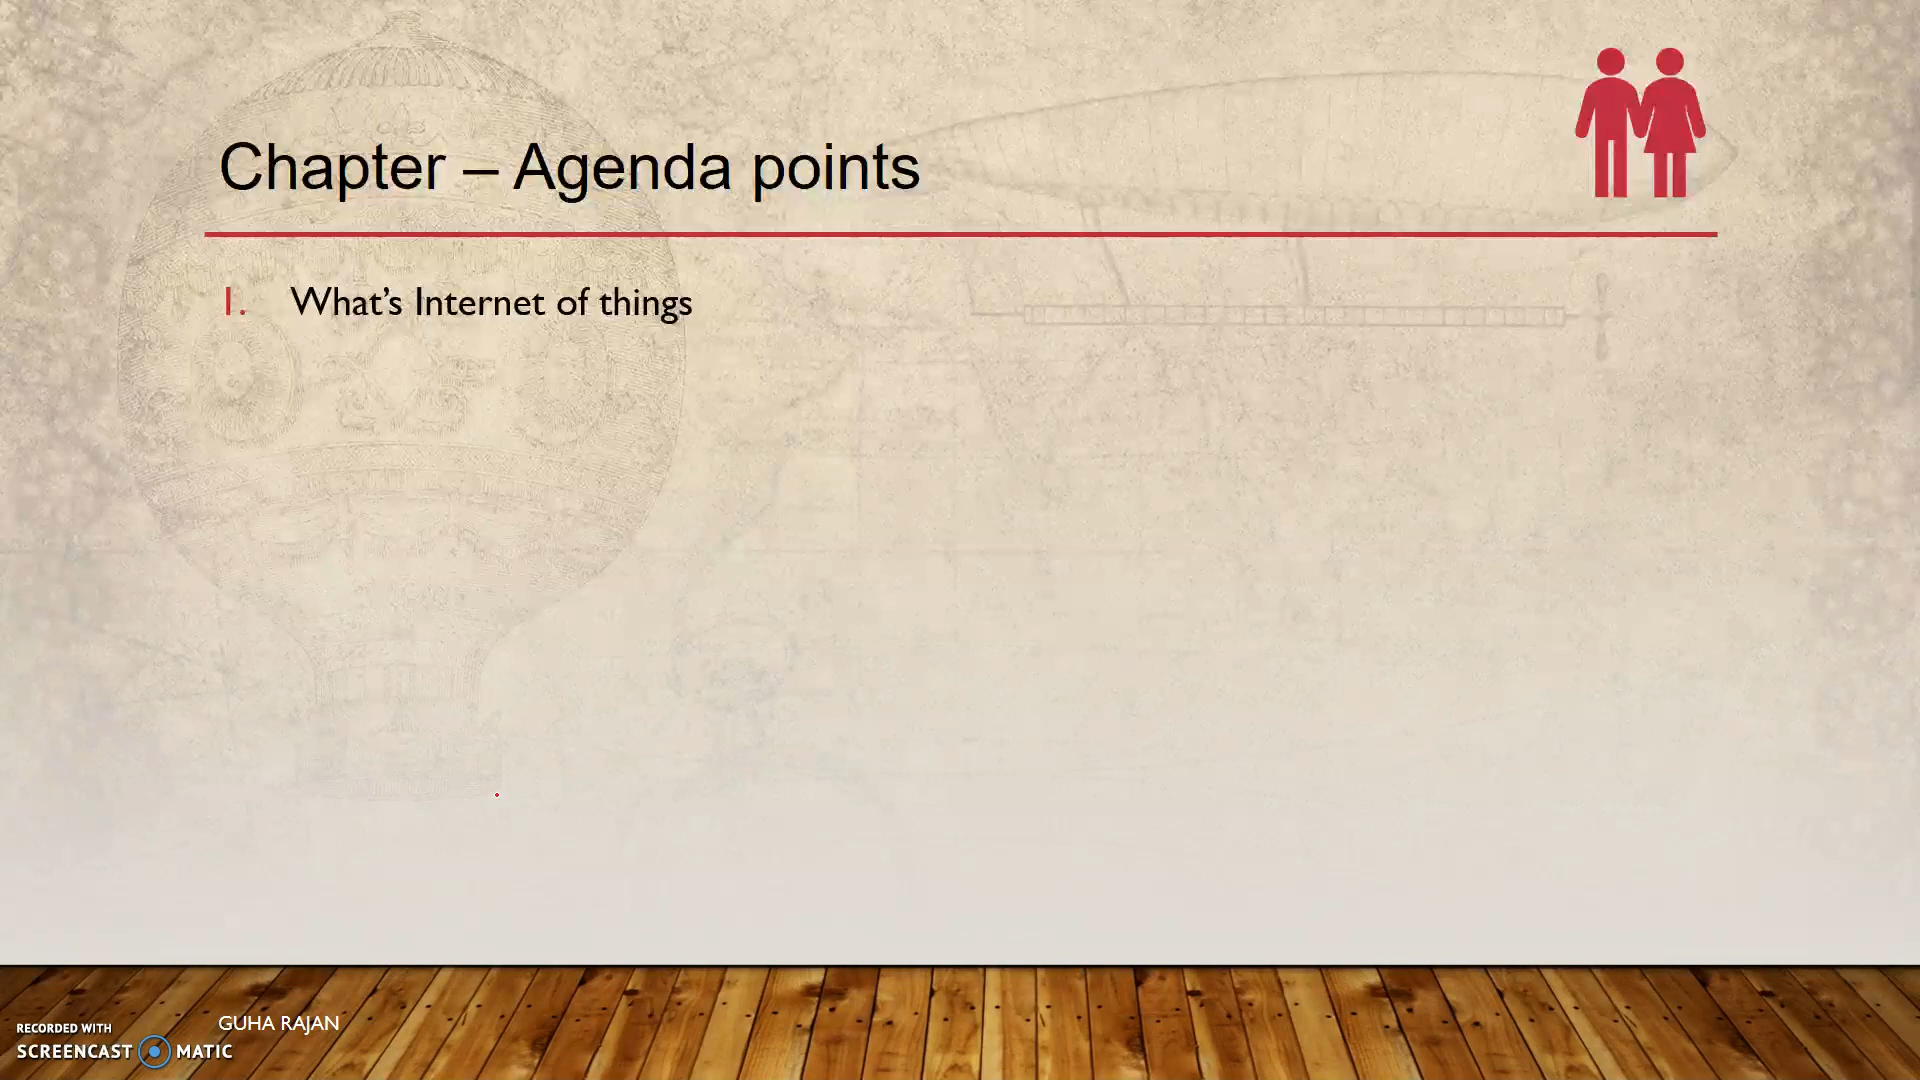 Chapter – Agenda points
1. What’s Internet of things
GUHA RAJAN
RECORDED WITH
SCREENCAST MATIC